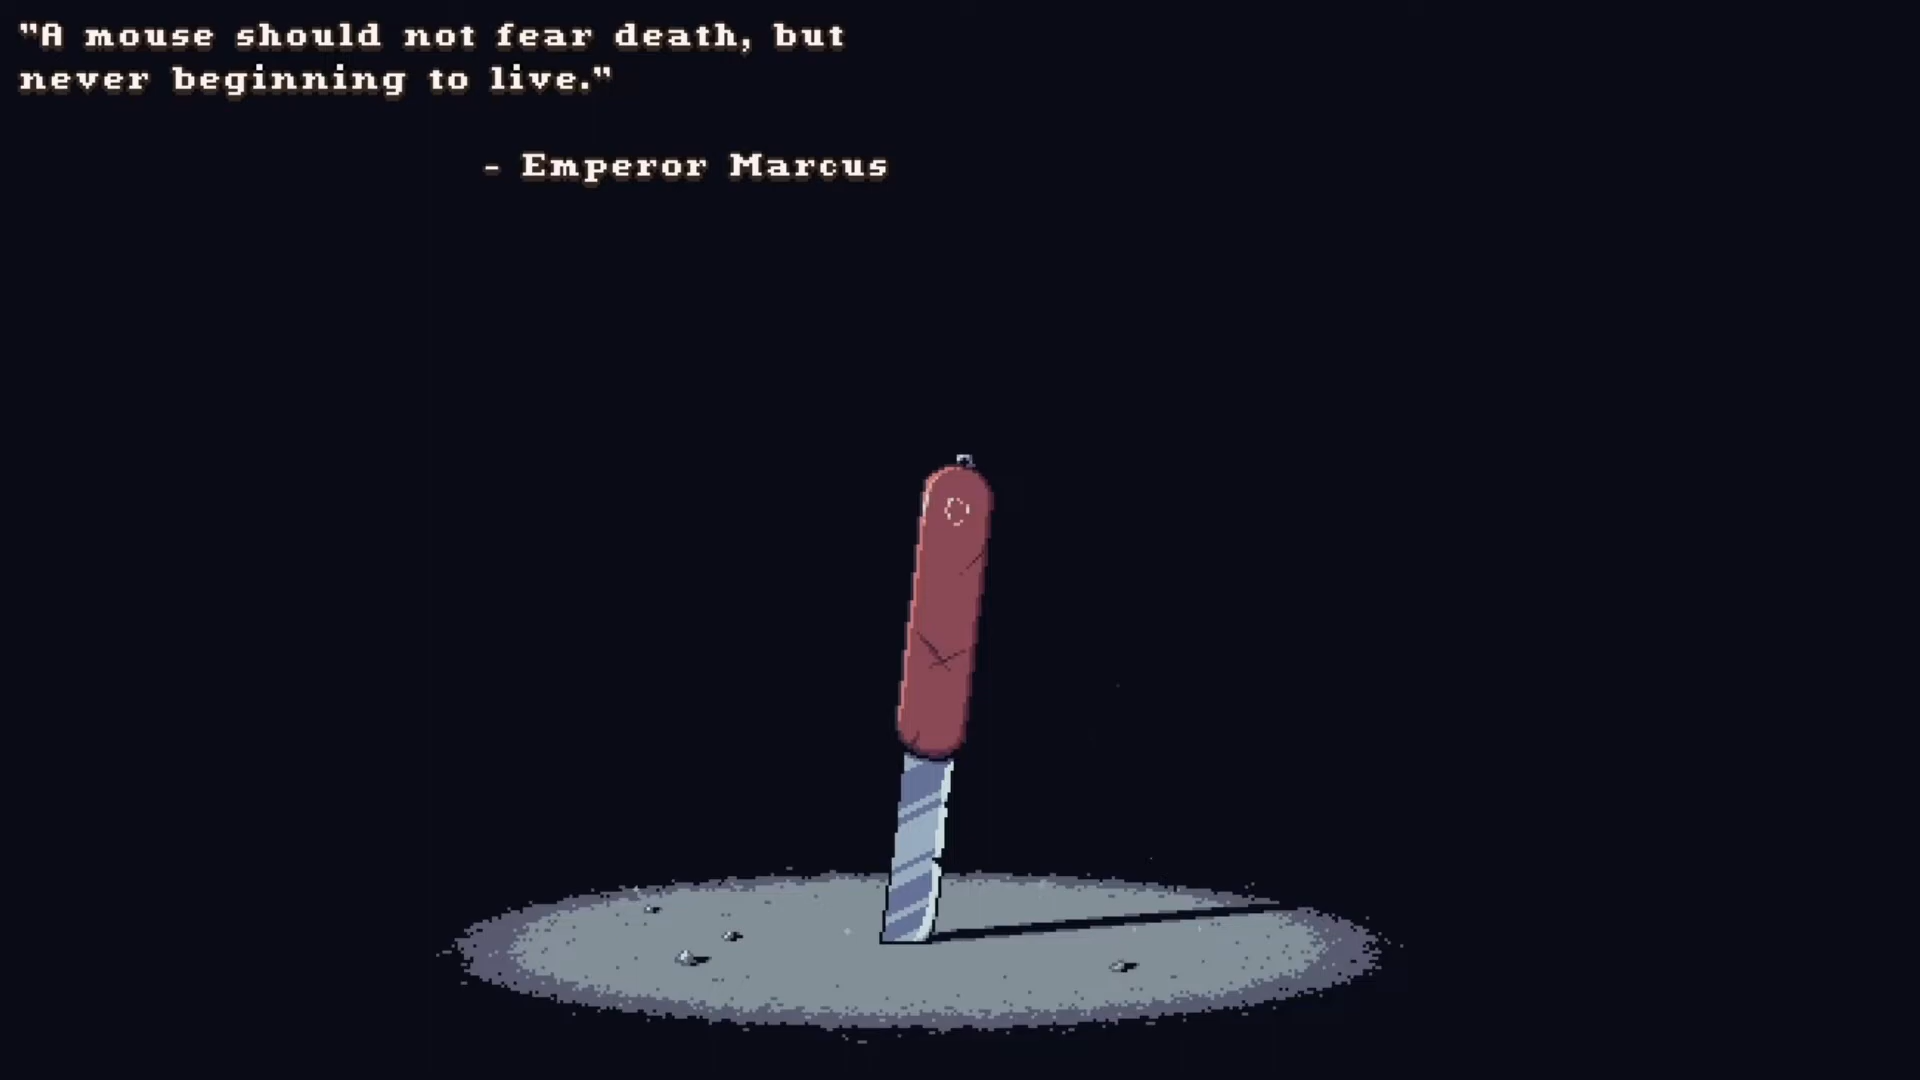 "A mouse should not fear death, but
never beginning to live."
- Emperor Marcus